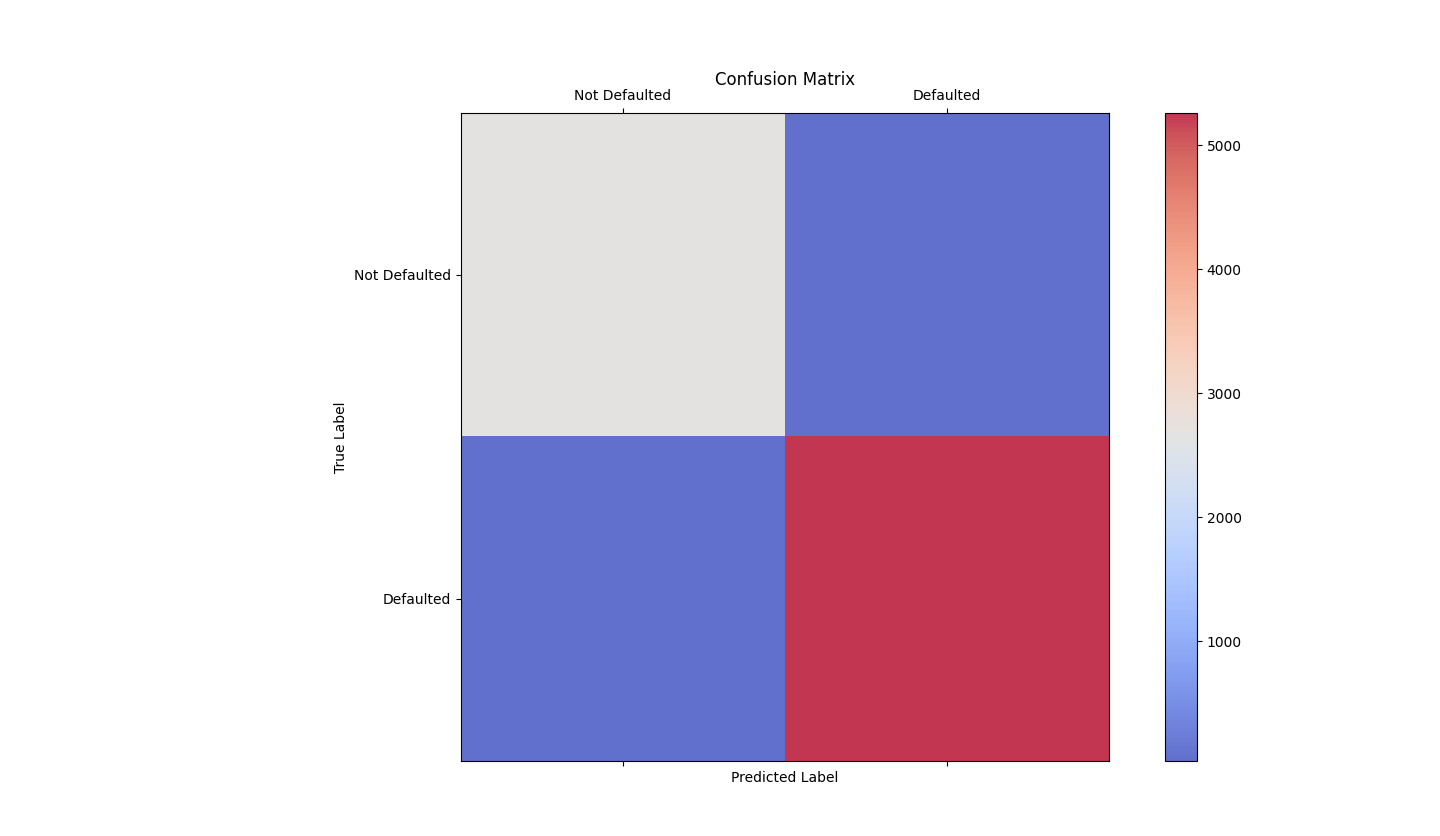 Confusion Matrix
Not Defaulted Defaulted
Not Defaulted
Defaulted
True Label
Predicted Label
5000
4000
3000
2000
1000